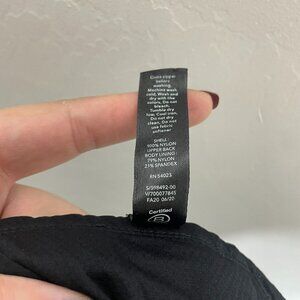 Close zipper
before
washing.
Machine wash
cold. Wash and
dry with like
colors. Do not
bleach.
Tumble dry
low. Cool iron.
Do not dry
clean. Do not
use fabric
softener
SHELL:
100% NYLON
UPPER BACK
BODY LINING:
79% NYLON
21% SPANDEX
RN 54023
S/598492-00
V/700077845
FA20 06/20
Certified
B